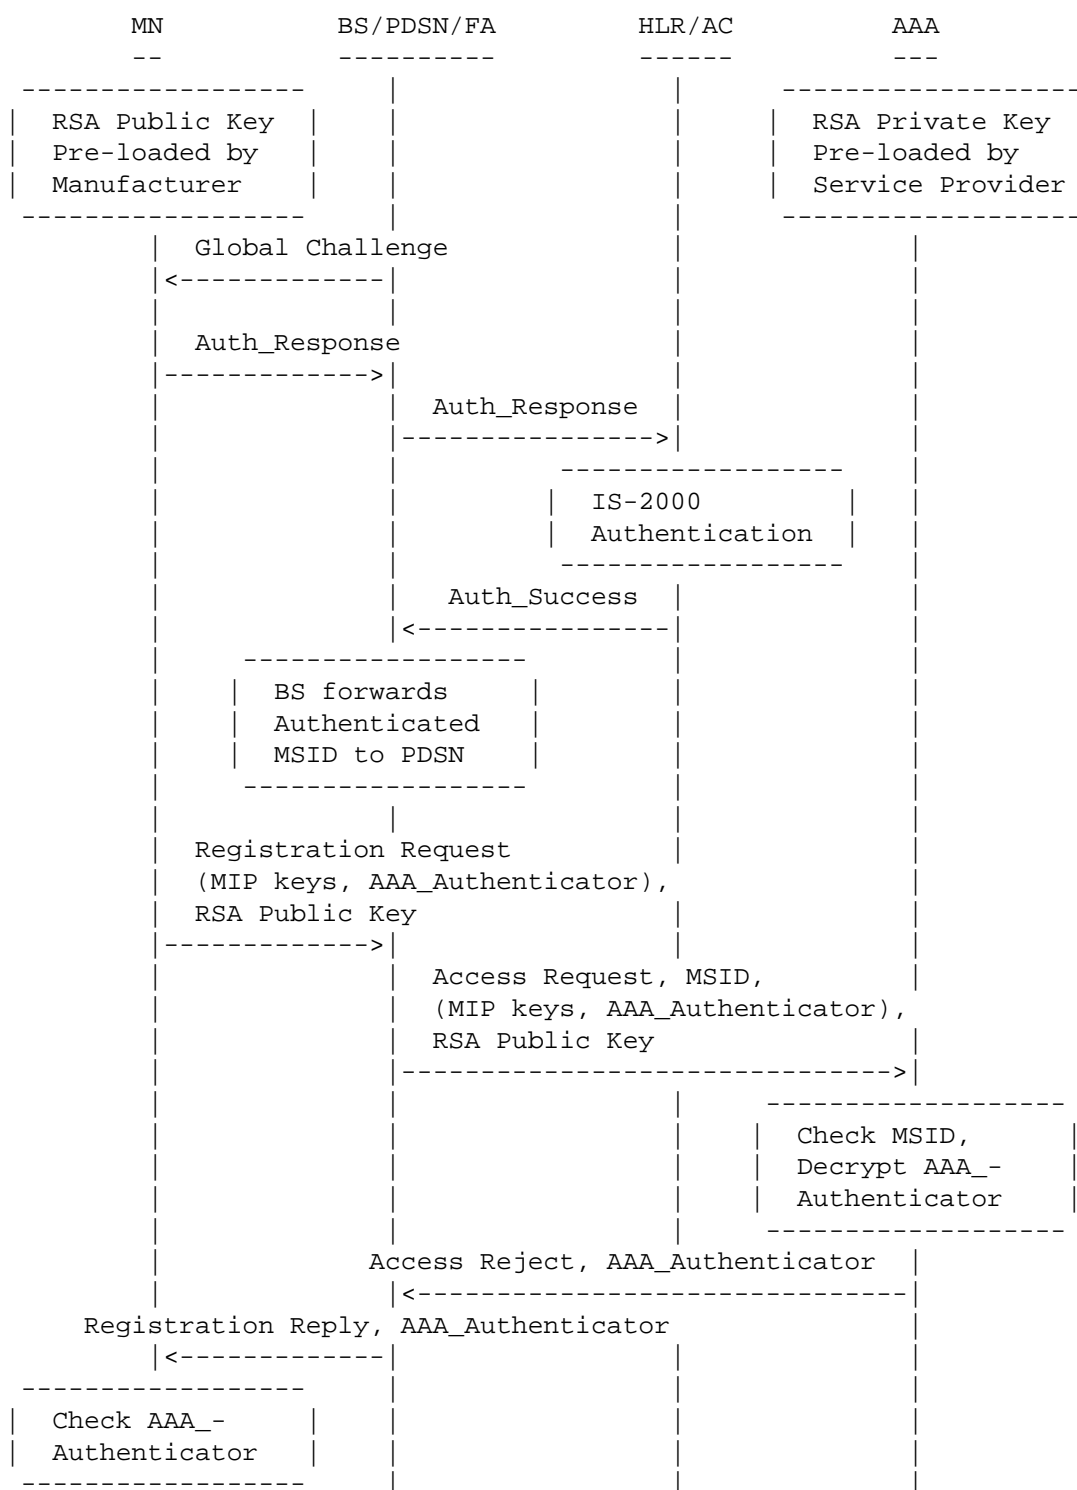 MN BS/PDSN/FA HLR/AC AAA
RSA Public Key RSA Private Key
Pre-loaded by Pre-loaded by
Manufacturer Service Provider
Global Challenge
Auth_Response
Auth_Response
IS-2000
Authentication
Auth_Success
BS forwards
Authenticated
MSID to PDSN
Registration Request
(MIP keys, AAA_Authenticator),
RSA Public Key
Access Request, MSID,
(MIP keys, AAA_Authenticator),
RSA Public Key
Check MSID,
Decrypt AAA_-
Authenticator
Access Reject, AAA_Authenticator
Registration Reply, AAA_Authenticator
Check AAA_-
Authenticator